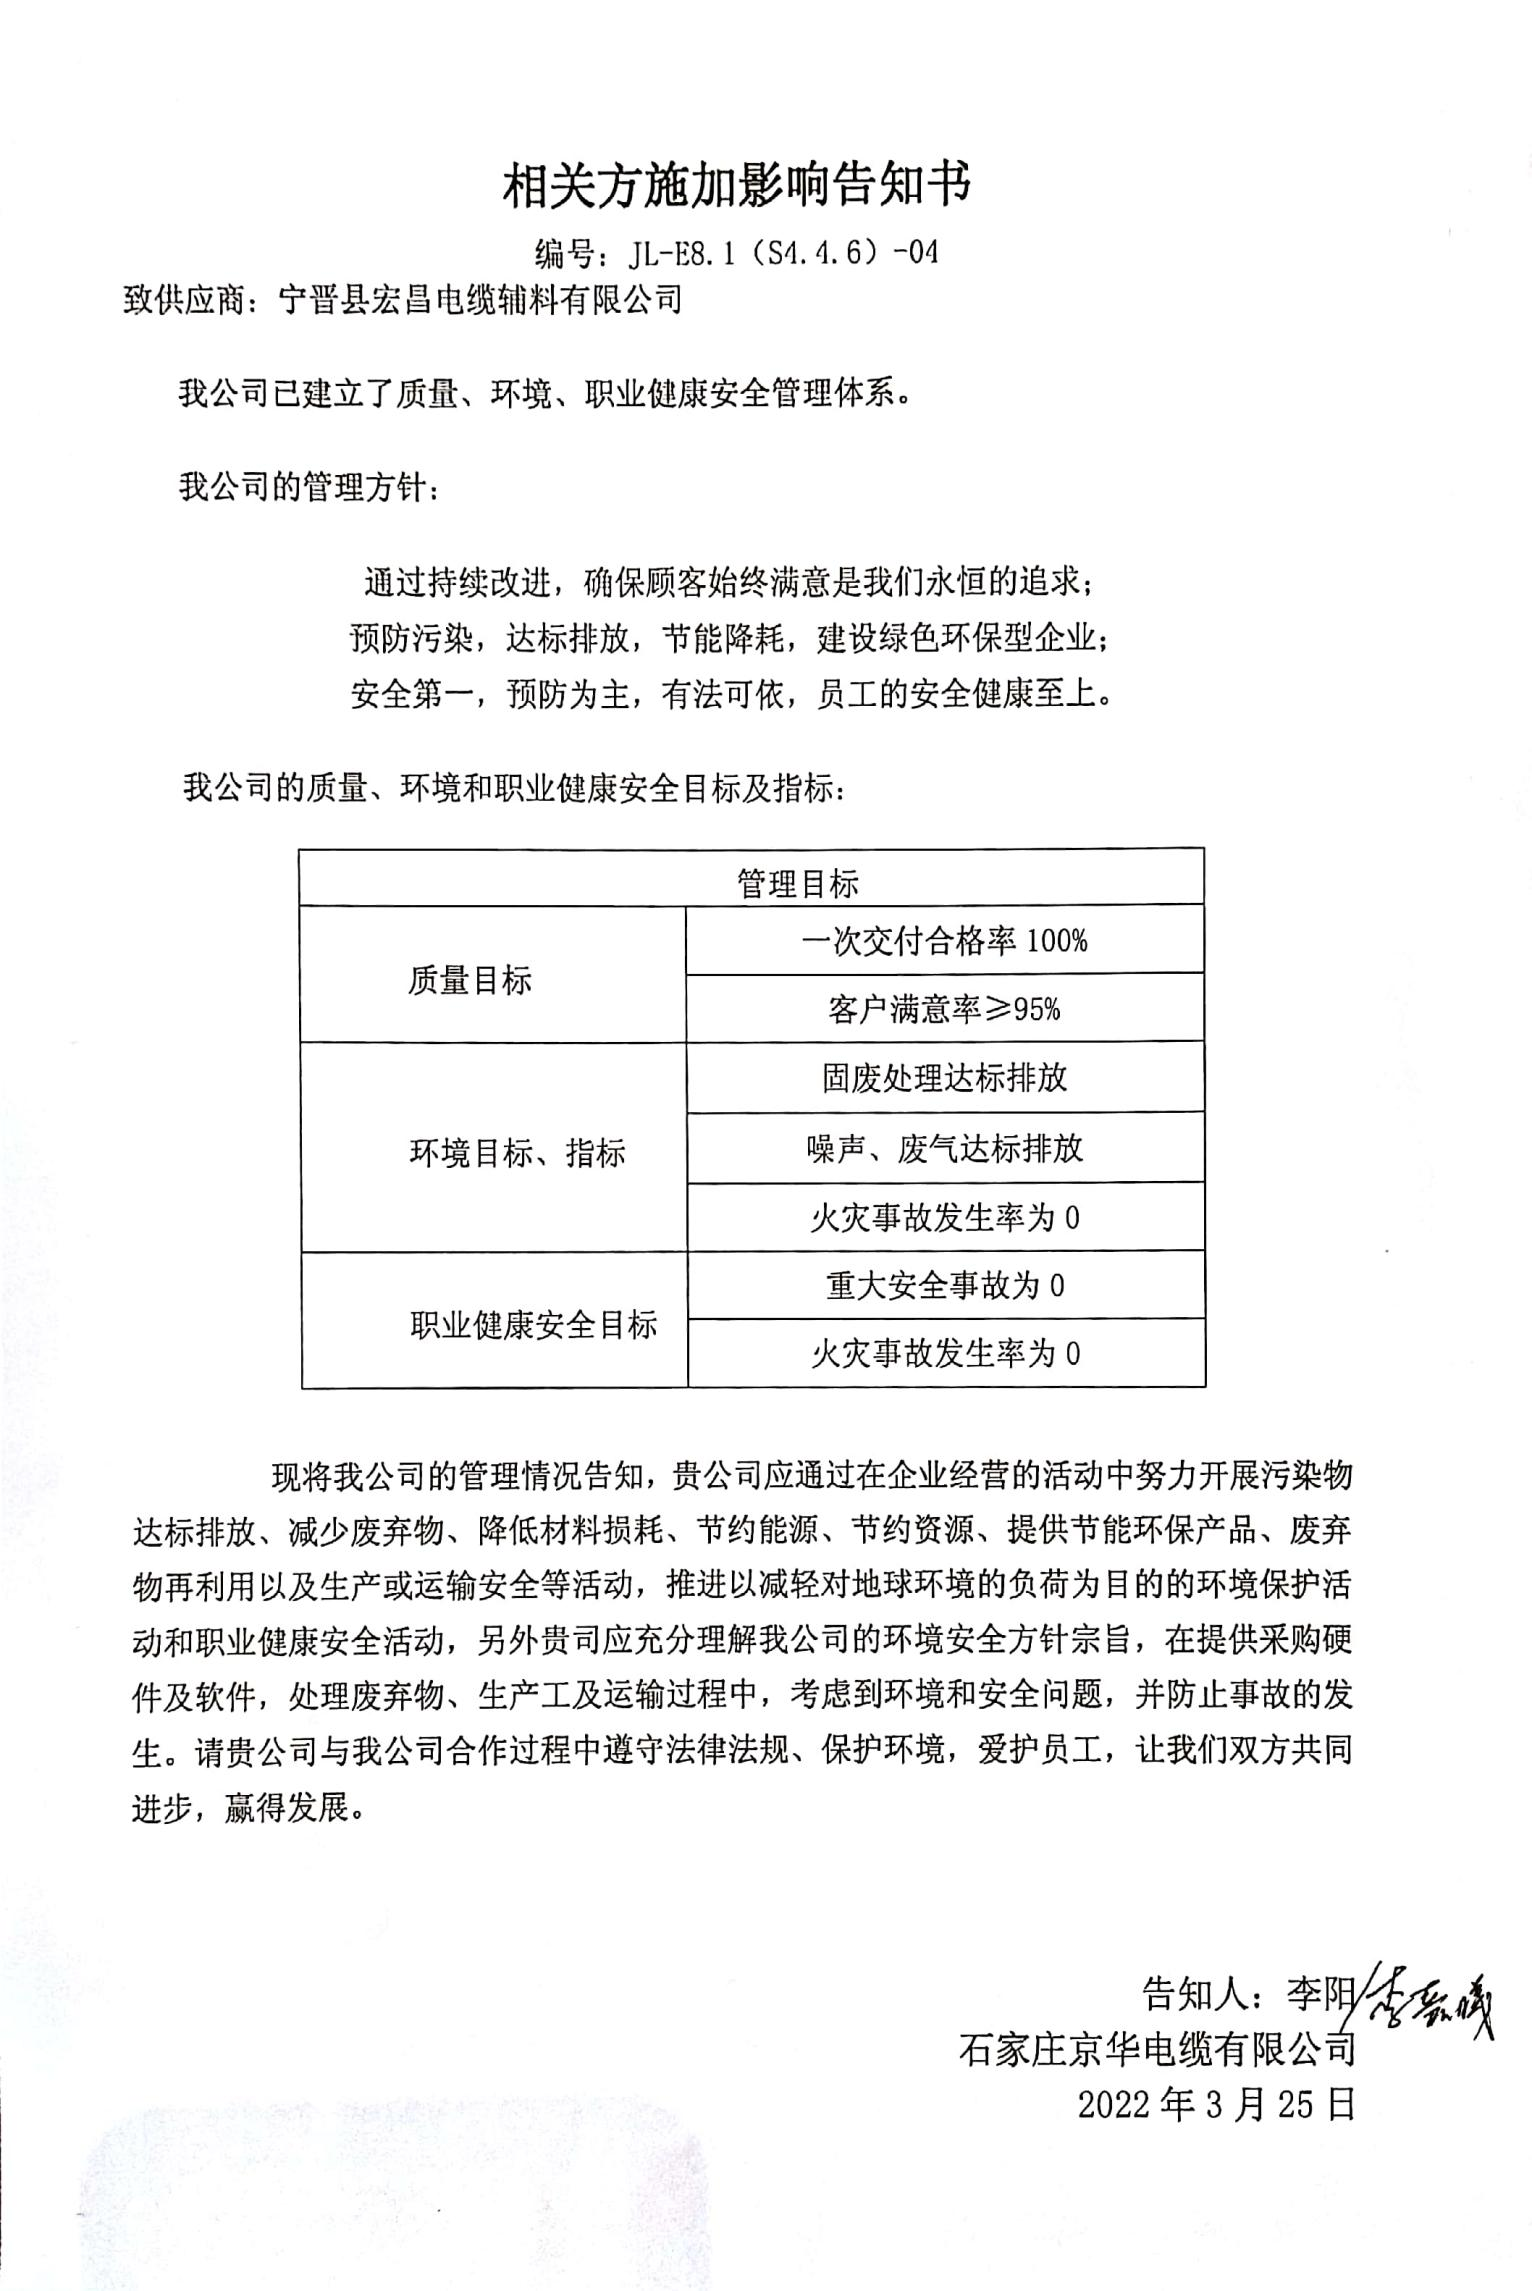 相关方施加影响告知书
编号：JL-E8.1（S4.4.6）-04
致供应商：宁晋县宏昌电缆辅料有限公司
我公司已建立了质量、环境、职业健康安全管理体系。
我公司的管理方针：
通过持续改进，确保顾客始终满意是我们永恒的追求；
预防污染，达标排放，节能降耗，建设绿色环保型企业；
安全第一，预防为主，有法可依，员工的安全健康至上。
我公司的质量、环境和职业健康安全目标及指标：
管理目标
质量目标
一次交付合格率 100%
客户满意率≥95%
环境目标、指标
固废处理达标排放
噪声、废气达标排放
火灾事故发生率为 0
职业健康安全目标
重大安全事故为 0
火灾事故发生率为 0
现将我公司的管理情况告知，贵公司应通过在企业经营的活动中努力开展污染物
达标排放、减少废弃物、降低材料损耗、节约能源、节约资源、提供节能环保产品、废弃
物再利用以及生产或运输安全等活动，推进以减轻对地球环境的负荷为目的的环境保护活
动和职业健康安全活动，另外贵司应充分理解我公司的环境安全方针宗旨，在提供采购硬
件及软件，处理废弃物、生产工及运输过程中，考虑到环境和安全问题，并防止事故的发
生。请贵公司与我公司合作过程中遵守法律法规、保护环境，爱护员工，让我们双方共同
进步，赢得发展。
告知人：李阳/李
石家庄京华电缆有限公司
2022 年 3 月 25 日